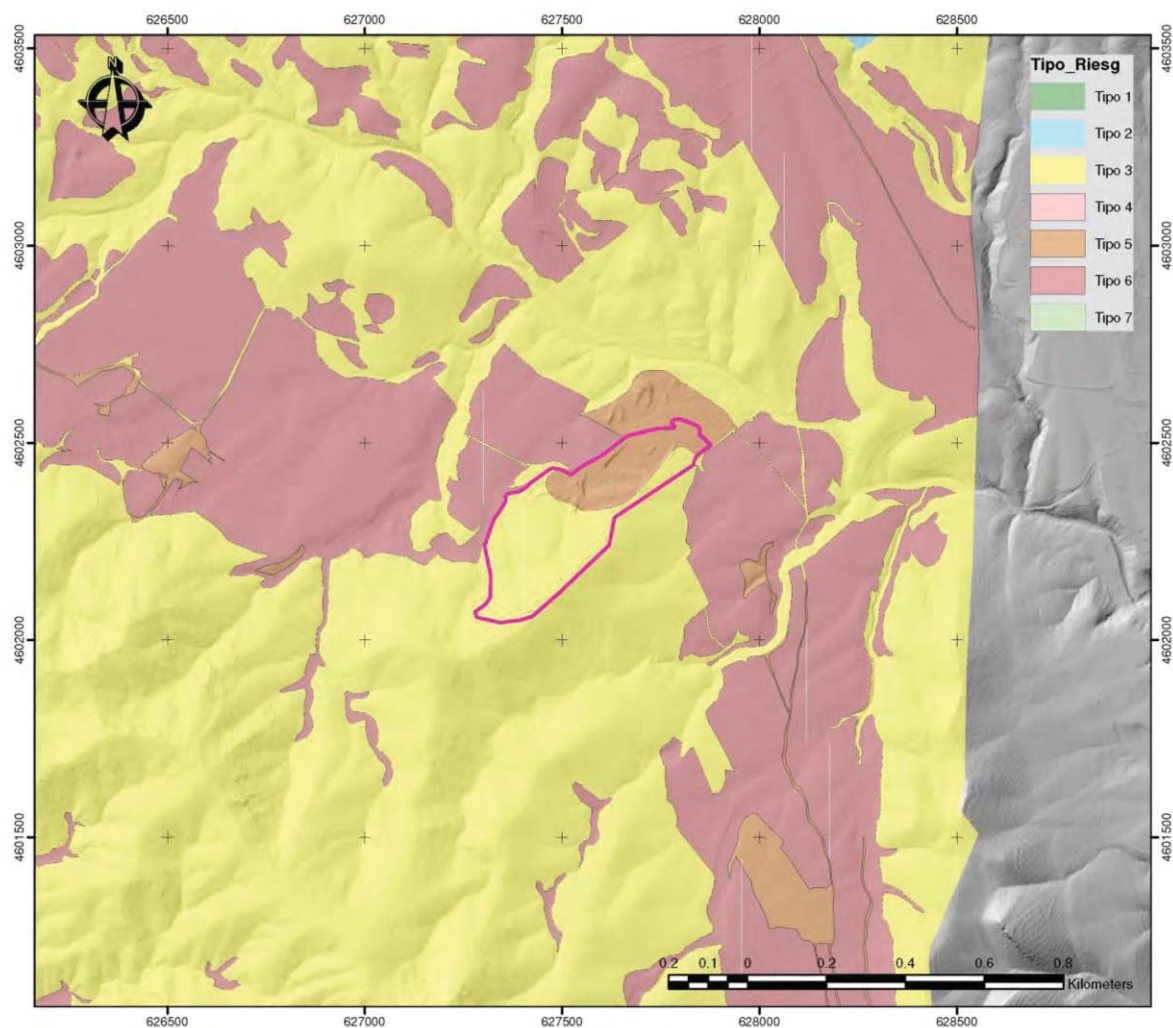 626500 627000 627500 628000 628500
4603500 4603500
N
Tipo_Riesg
Tipo 1
Tipo 2
Tipo 3
Tipo 4
Tipo 5
Tipo 6
Tipo 7
4603000 4603000
4602500 4602500
4602000 4602000
4601500 4601500
0.2 0.1 0 0.2 0.4 0.6 0.8
Kilometers
626500 627000 627500 628000 628500